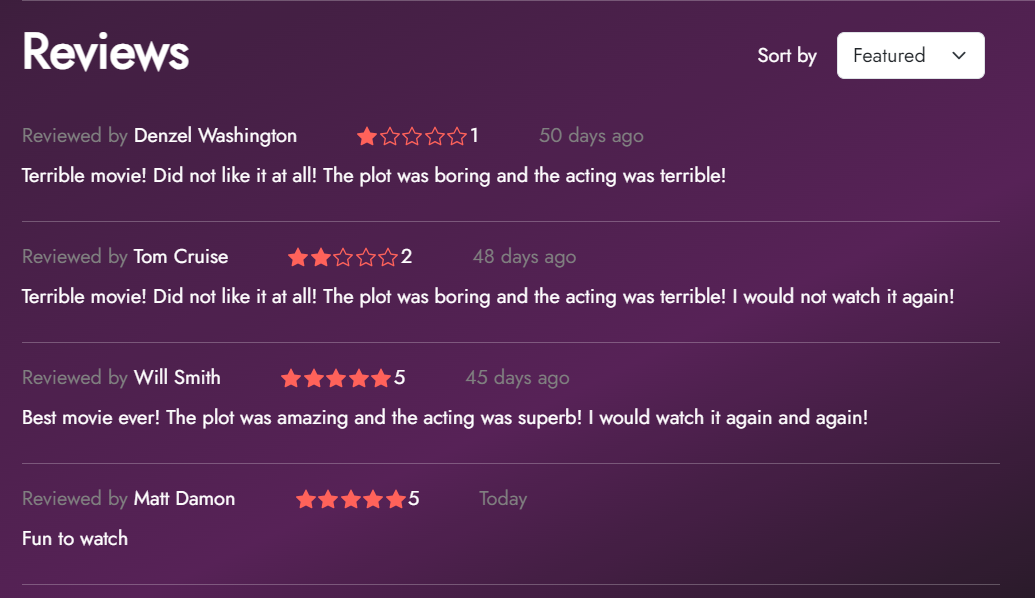 Reviews
Sort by Featured
Reviewed by Denzel Washington 1 50 days ago
Terrible movie! Did not like it at all! The plot was boring and the acting was terrible!
Reviewed by Tom Cruise 2 48 days ago
Terrible movie! Did not like it at all! The plot was boring and the acting was terrible! I would not watch it again!
Reviewed by Will Smith 5 45 days ago
Best movie ever! The plot was amazing and the acting was superb! I would watch it again and again!
Reviewed by Matt Damon 5 Today
Fun to watch